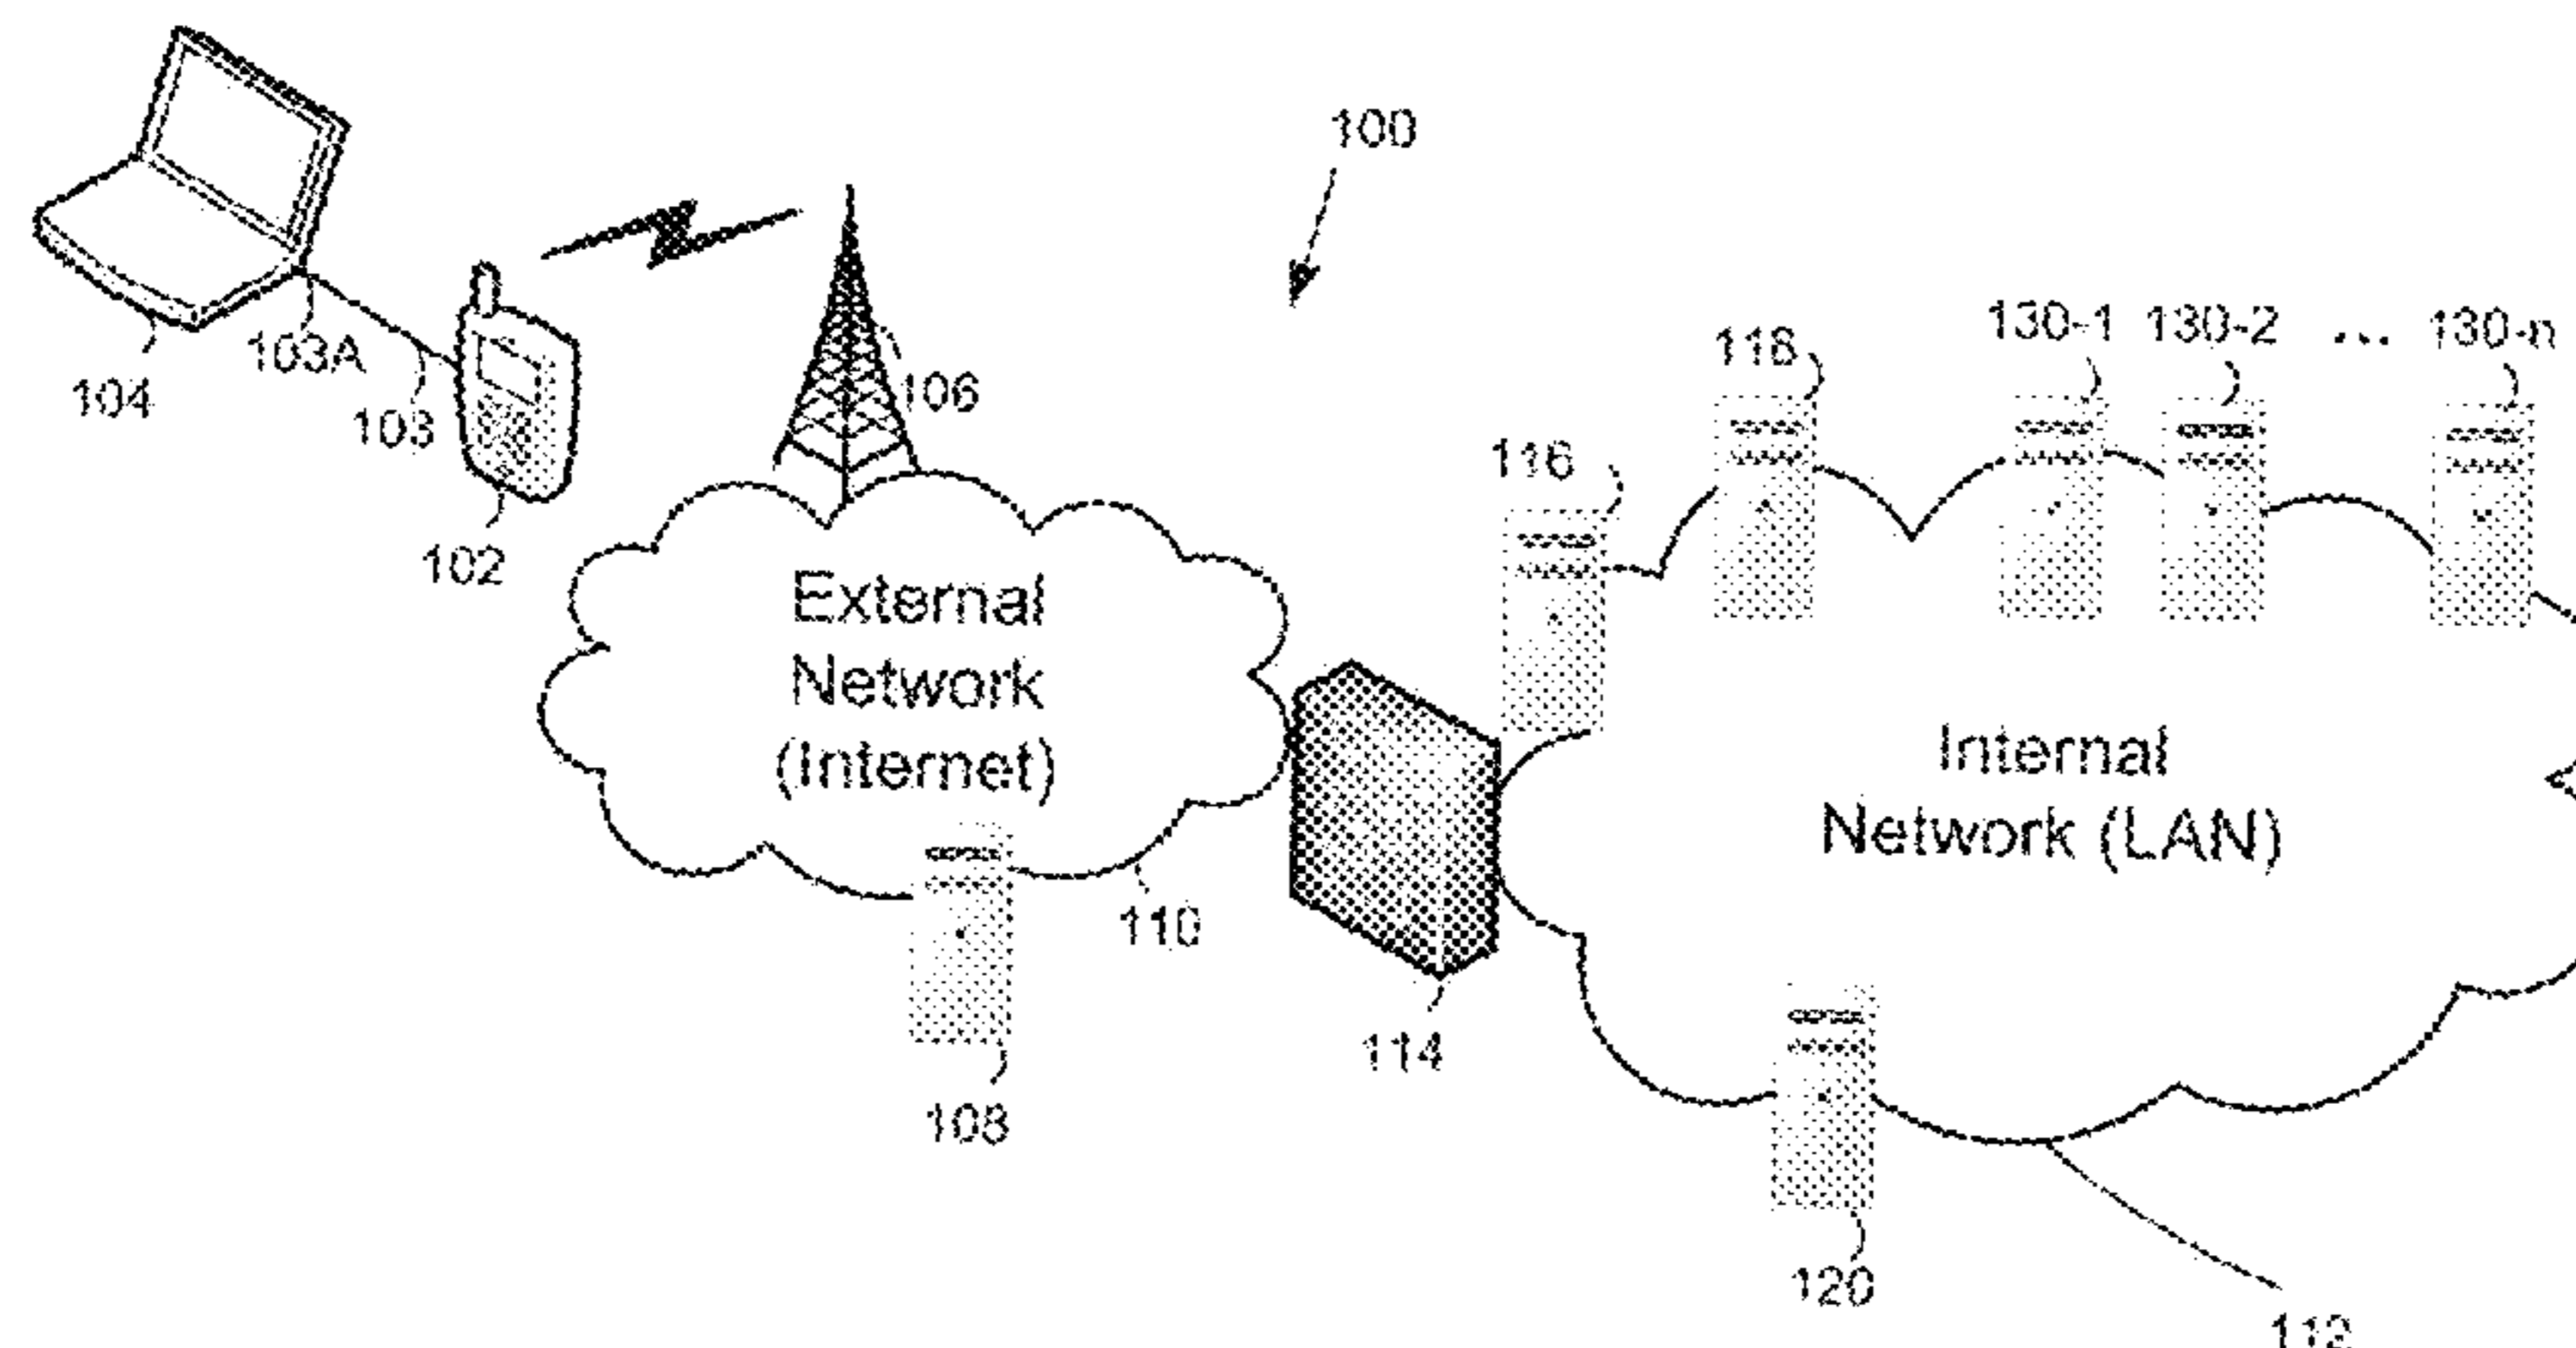 100
130-1 130-2 ... 130-n
118
103A
104
106
103
116
102
External
Network
(Internet)
Internal
Network (LAN)
110
114
108
120
112